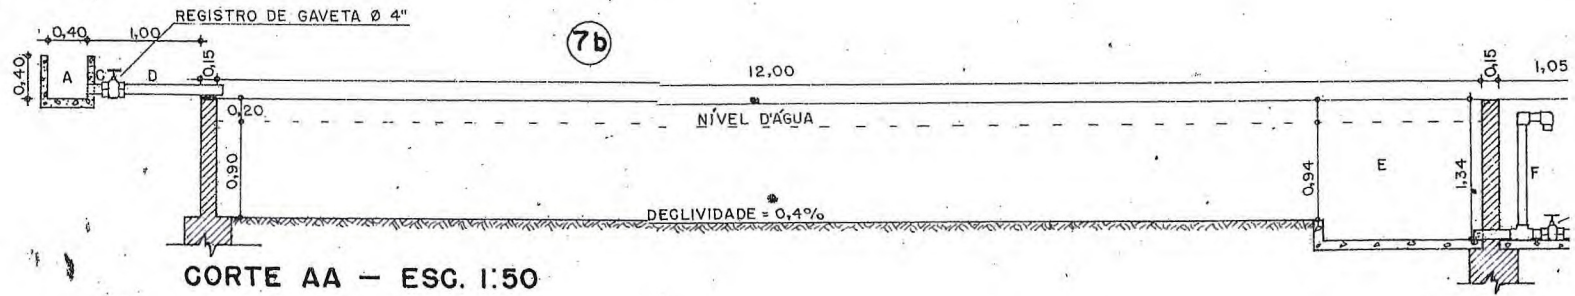 REGISTRO DE GAVETA Ø 4"
0,40
1,00
7b
0,15
12,00
0,15
1,05
0,40
A
C
D
0,20
NÍVEL D'ÁGUA
0,90
0,94
E
1,34
F
DECLIVIDADE = 0,4%
CORTE AA – ESC. 1:50